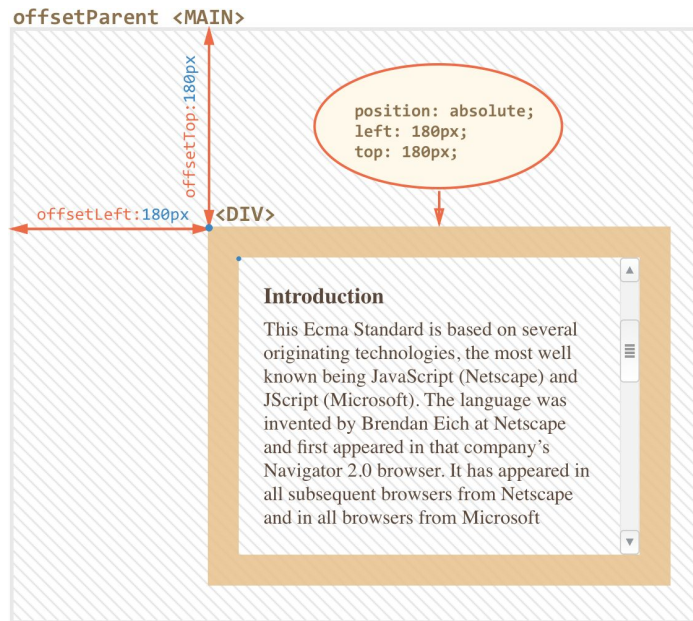 offsetParent <MAIN>
offsetTop:180px
position: absolute;
left: 180px;
top: 180px;
offsetLeft:180px
<DIV>
Introduction
This Ecma Standard is based on several
originating technologies, the most well
known being JavaScript (Netscape) and
JScript (Microsoft). The language was
invented by Brendan Eich at Netscape
and first appeared in that company’s
Navigator 2.0 browser. It has appeared in
all subsequent browsers from Netscape
and in all browsers from Microsoft